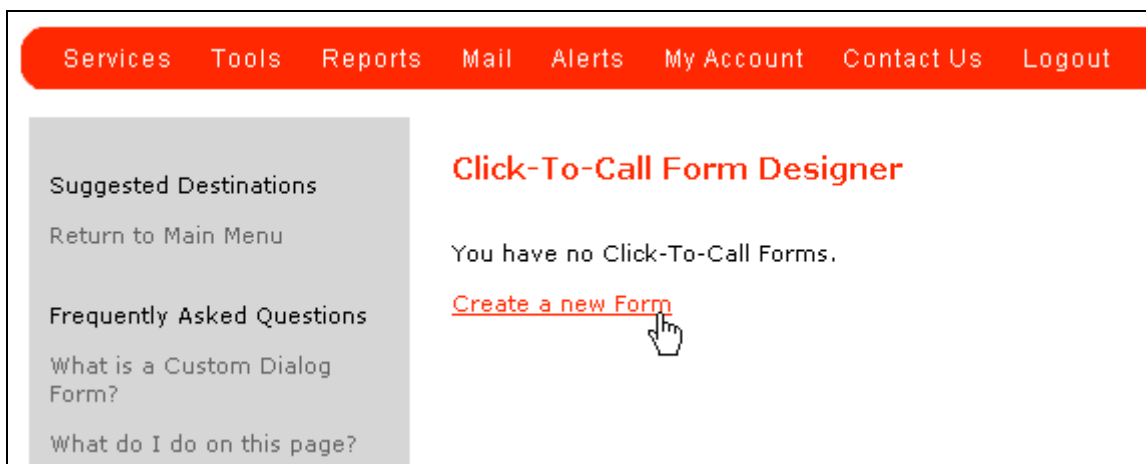 Services Tools Reports Mail Alerts My Account Contact Us Logout
Suggested Destinations
Return to Main Menu
Frequently Asked Questions
What is a Custom Dialog
Form?
What do I do on this page?
Click-To-Call Form Designer
You have no Click-To-Call Forms.
Create a new Form